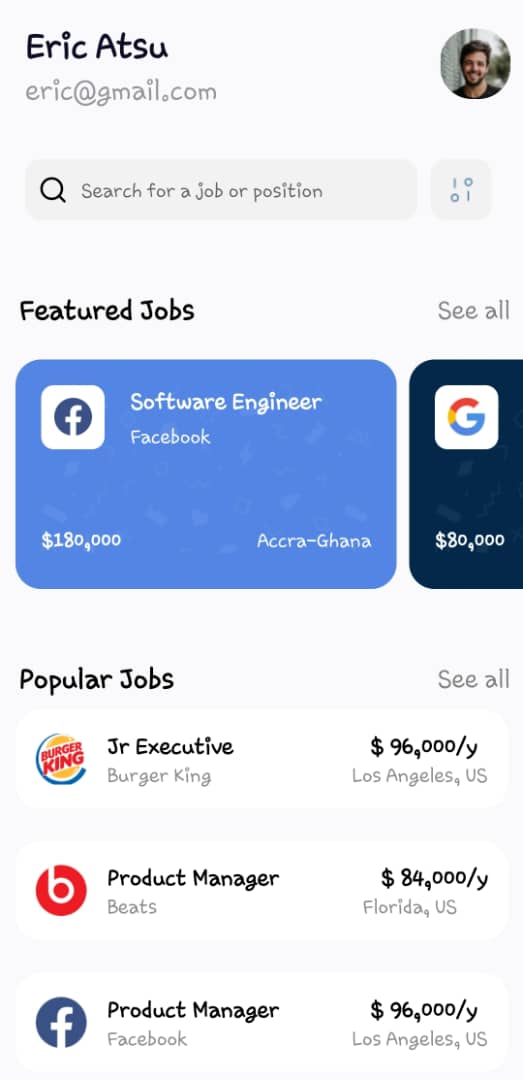 Eric Atsu
eric@gmail.com
Search for a job or position
Featured Jobs See all
Software Engineer
Facebook
$180,000 Accra-Ghana
$80,000
Popular Jobs See all
BURGER KING
Jr Executive $ 96,000/y
Burger King Los Angeles, US
Product Manager $ 84,000/y
Beats Florida, US
Product Manager $ 96,000/y
Facebook Los Angeles, US